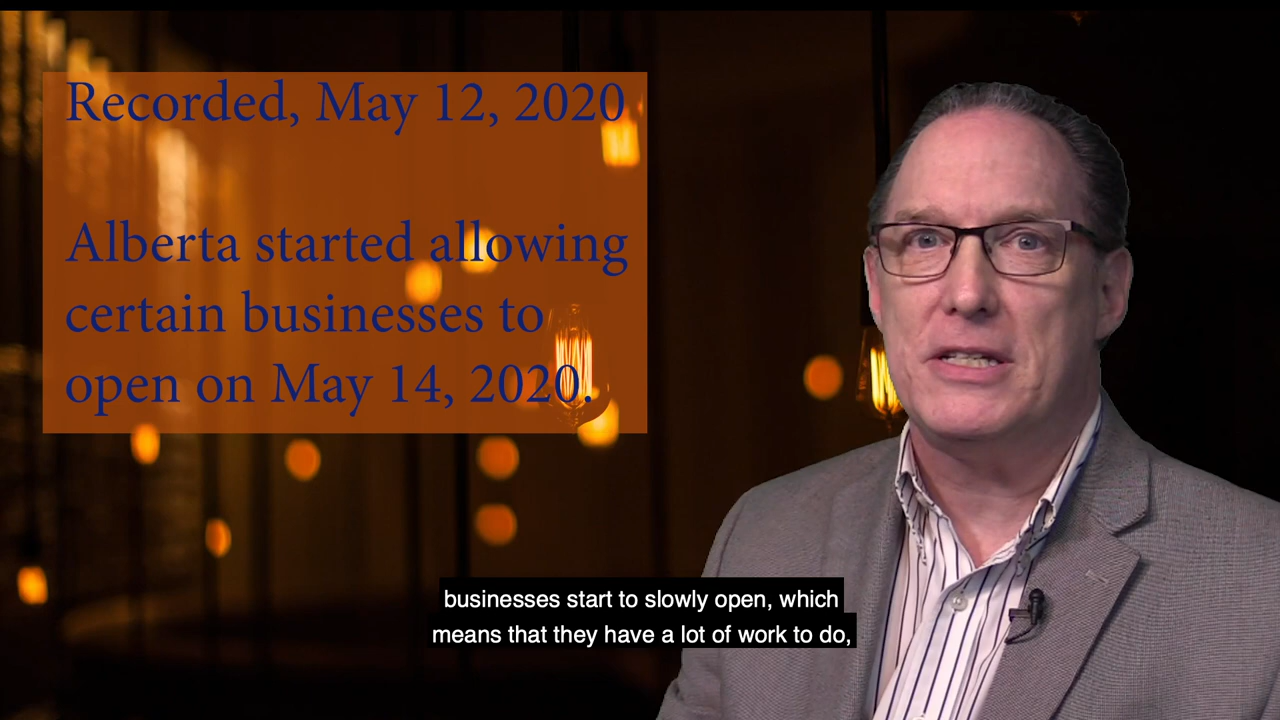 Recorded, May 12, 2020
Alberta started allowing
certain businesses to
open on May 14, 2020.
businesses start to slowly open, which
means that they have a lot of work to do,